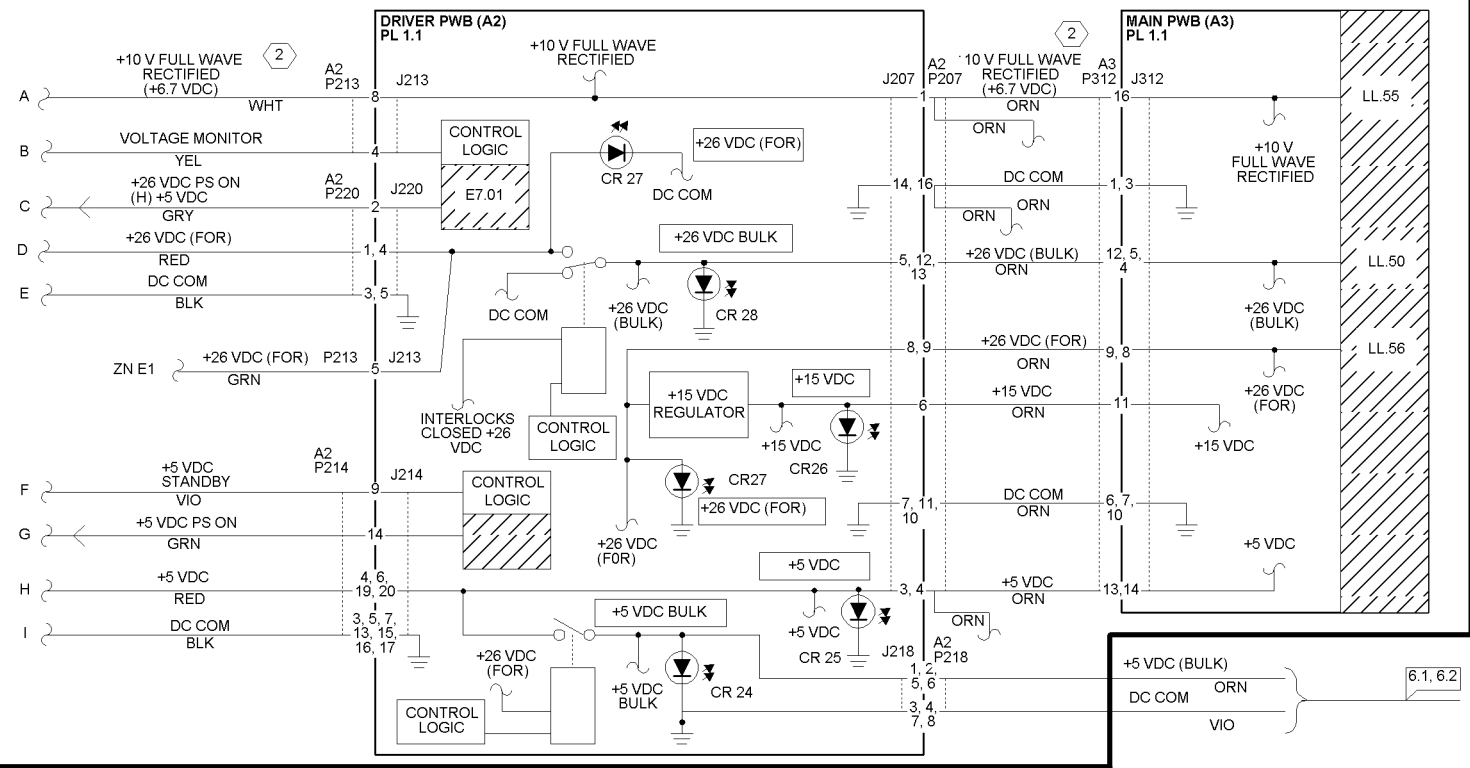 DRIVER PWB (A2)
PL 1.1
MAIN PWB (A3)
PL 1.1
2
+10 V FULL WAVE
RECTIFIED
(+6.7 VDC)
A2
P213
J213
+10 V FULL WAVE
RECTIFIED
J207
A2
P207
10 V FULL WAVE
RECTIFIED
(+6.7 VDC)
2
A3
P312
J312
A
WHT
8
1
ORN
16
LL.55
ORN
+10 V
FULL WAVE
RECTIFIED
B
VOLTAGE MONITOR
YEL
4
CONTROL
LOGIC
E7.01
CR 27
+26 VDC (FOR)
DC COM
C
+26 VDC PS ON
(H) +5 VDC
GRY
A2
P220
J220
2
14, 16
DC COM
ORN
1, 3
ORN
D
+26 VDC (FOR)
RED
1, 4
+26 VDC BULK
5, 12,
13
+26 VDC (BULK)
ORN
12, 5,
4
LL.50
E
DC COM
BLK
3, 5
DC COM
+26 VDC
(BULK)
CR 28
+26 VDC
(BULK)
ZN E1
+26 VDC (FOR)
GRN
P213
J213
5
8, 9
+26 VDC (FOR)
ORN
9, 8
LL.56
+26 VDC
(FOR)
INTERLOCKS
CLOSED +26
VDC
CONTROL
LOGIC
+15 VDC
REGULATOR
+15 VDC
+15 VDC
CR26
6
+15 VDC
ORN
11
+15 VDC
F
+5 VDC
STANDBY
VIO
A2
P214
J214
9
CONTROL
LOGIC
CR27
+26 VDC (FOR)
+26 VDC
(F0R)
7, 11,
10
DC COM
ORN
6, 7,
10
G
+5 VDC PS ON
GRN
14
H
+5 VDC
RED
4, 6,
19, 20
+5 VDC
+5 VDC
CR 25
3, 4
+5 VDC
ORN
13,14
+5 VDC
ORN
I
DC COM
BLK
3, 5, 7,
13, 15,
16, 17
+5 VDC BULK
+26 VDC
(FOR)
+5 VDC
BULK
CR 24
CONTROL
LOGIC
J218
A2
P218
1, 2,
5, 6
3, 4,
7, 8
+5 VDC (BULK)
ORN
DC COM
VIO
6.1, 6.2